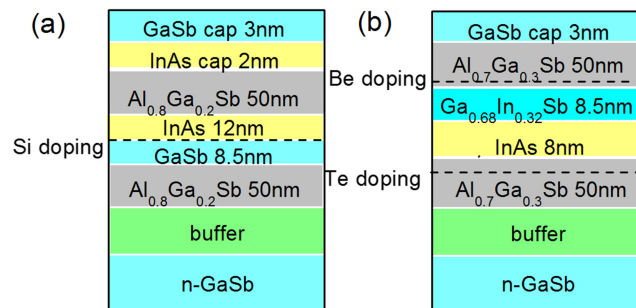 (a)
GaSb cap 3nm
InAs cap 2nm
Al0.8Ga0.2Sb 50nm
InAs 12nm
Si doping
GaSb 8.5nm
Al0.8Ga0.2Sb 50nm
buffer
n-GaSb
(b)
GaSb cap 3nm
Al0.7Ga0.3Sb 50nm
Be doping
Ga0.68In0.32Sb 8.5nm
InAs 8nm
Te doping
Al0.7Ga0.3Sb 50nm
buffer
n-GaSb